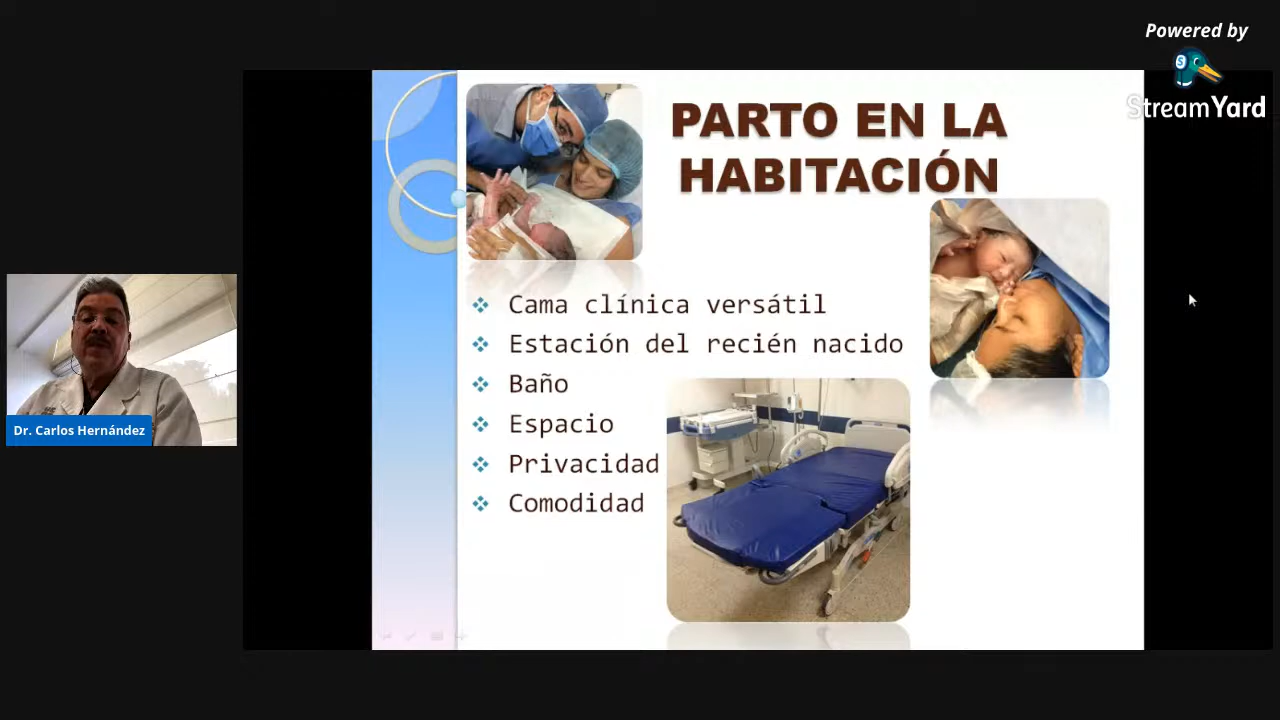 Powered by
StreamYard
PARTO EN LA
HABITACIÓN
Cama clínica versátil
Estación del recién nacido
Baño
Espacio
Privacidad
Comodidad
Dr. Carlos Hernández